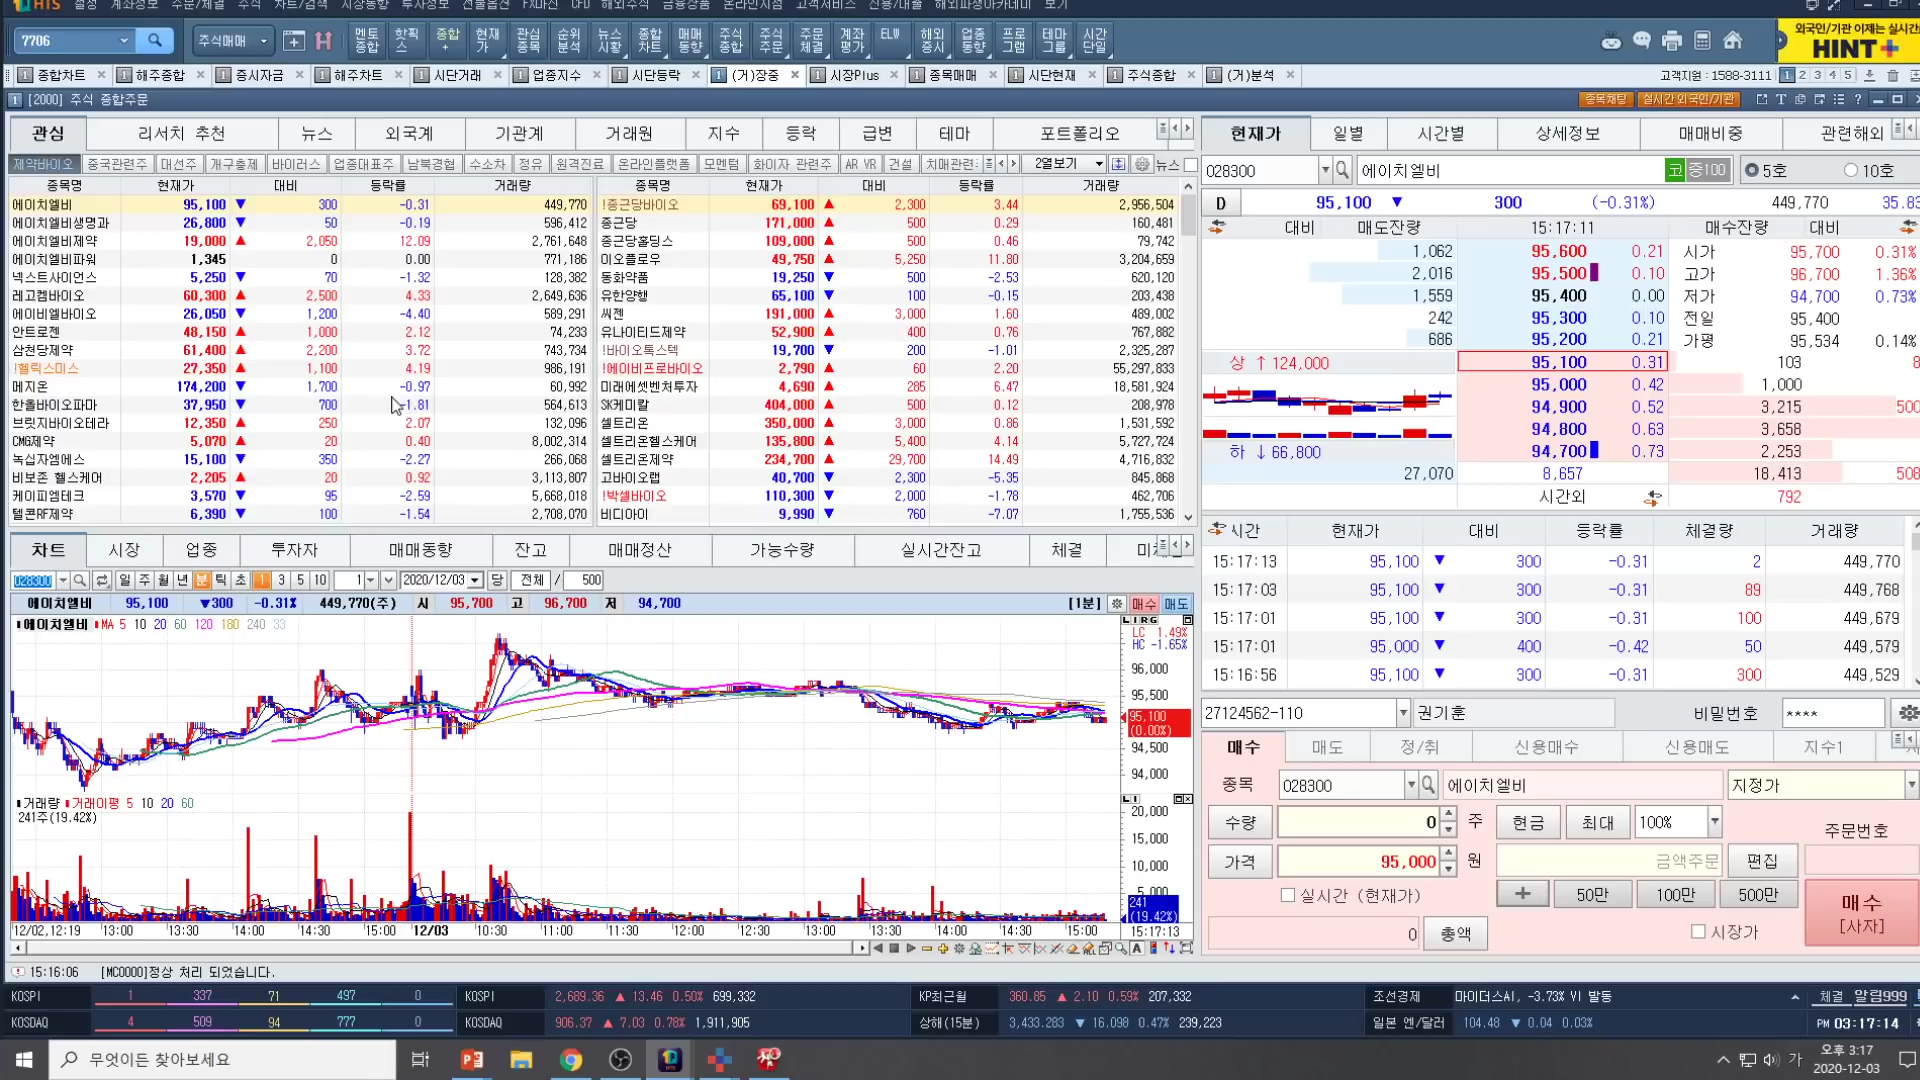 HTS 설정 계좌정보 주문/체결 주식 차트/검색 시장동향 투자정보 선물옵션 FX마진 CFD 해외주식 금융상품 온라인지점 고객서비스 신용/대출 해외파생아카데미 보기
7706 주식매매 멘토종합 핫픽스 종합+ 현재가 관심종목 순위분석 뉴스시황 종합차트 매매동향 주식종합 주식주문 주문체결 계좌평가 ELW 해외증시 업종동향 프로그램 테마그룹 시간단일
외국인/기관 이제는 실시간
HINT+
1 종합차트 1 해주종합 1 증시자금 1 해주차트 1 시단거래 1 업종지수 1 시단등락 1 (거)장중 1 시장Plus 1 종목매매 1 시단현재 1 주식종합 1 (거)분석 고객지원 : 1588-3111 1 2 3 4 5
1 [2000] 주식 종합주문 종목채팅 실시간 외국인/기관
관심 리서치 추천 뉴스 외국계 기관계 거래원 지수 등락 급변 테마 포트폴리오
제약바이오 중국관련주 대선주 개구충제 바이러스 업종대표주 남북경협 수소차 정유 원격진료 온라인플랫폼 모멘텀 화이자 관련주 AR VR 건설 치매관련 2열보기 뉴스
종목명 현재가 대비 등락률 거래량 종목명 현재가 대비 등락률 거래량
에이치엘비 95,100 ▼ 300 -0.31 449,770 !종근당바이오 69,100 ▲ 2,300 3.44 2,956,504
에이치엘비생명과 26,800 ▼ 50 -0.19 596,412 종근당 171,000 ▲ 500 0.29 160,481
에이치엘비제약 19,000 ▲ 2,050 12.09 2,761,648 종근당홀딩스 109,000 ▲ 500 0.46 79,742
에이치엘비파워 1,345 0 0.00 771,186 이오플로우 49,750 ▲ 5,250 11.80 3,204,659
넥스트사이언스 5,250 ▼ 70 -1.32 128,382 동화약품 19,250 ▼ 500 -2.53 620,120
레고켐바이오 60,300 ▲ 2,500 4.33 2,649,636 유한양행 65,100 ▼ 100 -0.15 203,438
에이비엘바이오 26,050 ▼ 1,200 -4.40 589,291 씨젠 191,000 ▲ 3,000 1.60 489,002
안트로젠 48,150 ▲ 1,000 2.12 74,233 유나이티드제약 52,900 ▲ 400 0.76 767,882
삼천당제약 61,400 ▲ 2,200 3.72 743,734 !바이오톡스텍 19,700 ▼ 200 -1.01 2,325,287
!헬릭스미스 27,350 ▲ 1,100 4.19 986,191 !에이비프로바이오 2,790 ▲ 60 2.20 55,297,833
메지온 174,200 ▼ 1,700 -0.97 60,992 미래에셋벤처투자 4,690 ▲ 285 6.47 18,581,924
한올바이오파마 37,950 ▼ 700 -1.81 564,613 SK케미칼 404,000 ▲ 500 0.12 208,978
브릿지바이오테라 12,350 ▲ 250 2.07 132,096 셀트리온 350,000 ▲ 3,000 0.86 1,531,592
CMG제약 5,070 ▲ 20 0.40 8,002,314 셀트리온헬스케어 135,800 ▲ 5,400 4.14 5,727,724
녹십자엠에스 15,100 ▼ 350 -2.27 266,068 셀트리온제약 234,700 ▲ 29,700 14.49 4,716,832
비보존 헬스케어 2,205 ▲ 20 0.92 3,113,807 고바이오랩 40,700 ▼ 2,300 -5.35 845,868
케이피엠테크 3,570 ▼ 95 -2.59 5,668,018 !박셀바이오 110,300 ▼ 2,000 -1.78 462,706
텔콘RF제약 6,390 ▼ 100 -1.54 2,708,070 비디아이 9,990 ▼ 760 -7.07 1,755,536
현재가 일별 시간별 상세정보 매매비중 관련해외
028300 에이치엘비 고 증100 5호 10호
D 95,100 ▼ 300 (-0.31%) 449,770 35.83
대비 매도잔량 15:17:11 매수잔량 대비
1,062 95,600 0.21 시가 95,700 0.31%
2,016 95,500 0.10 고가 96,700 1.36%
1,559 95,400 0.00 저가 94,700 0.73%
242 95,300 0.10 전일 95,400
686 95,200 0.21 가평 95,534 0.14%
상 ↑ 124,000 95,100 0.31 103 8
95,000 0.42 1,000
94,900 0.52 3,215 500
94,800 0.63 3,658
하 ↓ 66,800 94,700 0.73 2,253
27,070 8,657 18,413 508
시간외 792
시간 현재가 대비 등락률 체결량 거래량
15:17:13 95,100 ▼ 300 -0.31 2 449,770
15:17:03 95,100 ▼ 300 -0.31 89 449,768
15:17:01 95,100 ▼ 300 -0.31 100 449,679
15:17:01 95,000 ▼ 400 -0.42 50 449,579
15:16:56 95,100 ▼ 300 -0.31 300 449,529
차트 시장 업종 투자자 매매동향 잔고 매매정산 가능수량 실시간잔고 체결
028300 일 주 월 년 분 틱 초 1 3 5 10 1 2020/12/03 당 전체 / 500
에이치엘비 95,100 ▼300 -0.31% 449,770(주) 시 95,700 고 96,700 저 94,700 [1분] 매수 매도
에이치엘비 MA 5 10 20 60 120 180 240 33
LC 1.49%
HC -1.65%
96,000
95,500
95,100
(0.00%)
94,500
94,000
거래량 거래이평 5 10 20 60
241주(19.42%)
20,000
15,000
10,000
5,000
241
(19.42%)
12/02,12:19 13:00 13:30 14:00 14:30 15:00 12/03 10:30 11:00 11:30 12:00 12:30 13:00 13:30 14:00 14:30 15:00 15:17:13
27124562-110 권기훈 비밀번호 ****
매수 매도 정/취 신용매수 신용매도 지수1
종목 028300 에이치엘비 지정가
수량 0 주 현금 최대 100% 주문번호
가격 95,000 원 금액주문 편집
실시간 (현재가) + 50만 100만 500만
매수
[사자]
0 총액 시장가
15:16:06 [MC0000]정상 처리 되었습니다.
KOSPI 1 337 71 497 0 KOSPI 2,689.36 ▲ 13.46 0.50% 699,332 KP최근월 360.85 ▲ 2.10 0.59% 207,332 조선경제 마이더스AI, -3.73% VI 발동 체결 알림999
KOSDAQ 4 509 94 777 0 KOSDAQ 906.37 ▲ 7.03 0.78% 1,911,905 상해(15분) 3,433.283 ▼ 16.098 0.47% 239,223 일본 엔/달러 104.48 ▼ 0.04 0.03% PM 03:17:14
무엇이든 찾아보세요 가 오후 3:17
2020-12-03